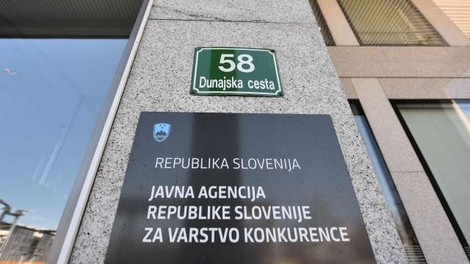 58
Dunajska cesta
REPUBLIKA SLOVENIJA
JAVNA AGENCIJA
REPUBLIKE SLOVENIJE
ZA VARSTVO KONKURENCE